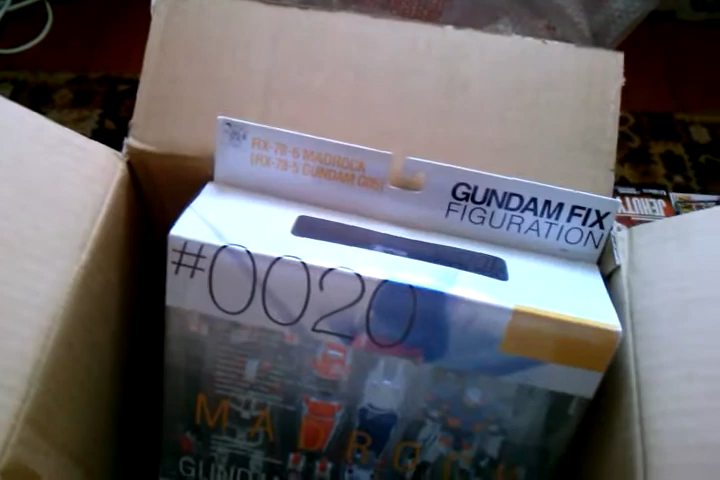 RX-78-6 MADROCK
(RX-78-5 GUNDAM G05)
GUNDAM FIX
FIGURATION
#0020
MADROCK